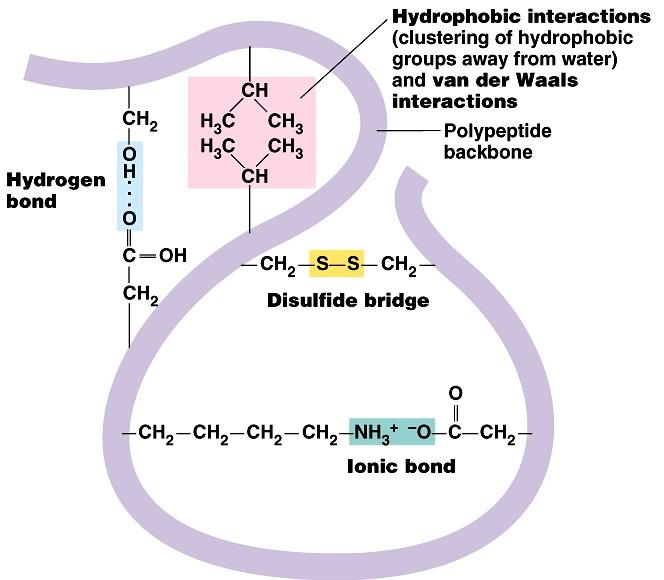 Hydrophobic interactions
(clustering of hydrophobic
groups away from water)
and van der Waals
interactions
Polypeptide
backbone
CH
H₃C CH₃
H₃C CH₃
CH
CH₂
O
H
O
C=OH
CH₂
Hydrogen
bond
CH₂–S–S–CH₂
Disulfide bridge
O
CH₂–CH₂–CH₂–CH₂–NH₃⁺ ⁻O–C–CH₂
Ionic bond